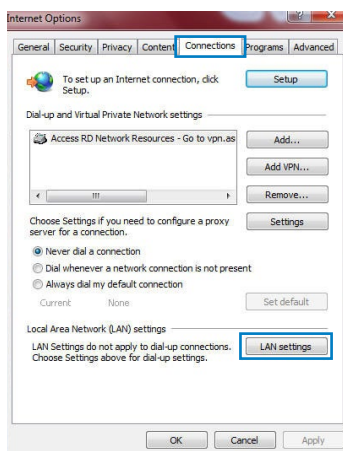 Internet Options
General Security Privacy Content Connections Programs Advanced
To set up an Internet connection, click Setup.
Setup
Dial-up and Virtual Private Network settings
Access RD Network Resources - Go to vpn.as
Add...
Add VPN...
Remove...
Choose Settings if you need to configure a proxy
server for a connection.
Settings
Never dial a connection
Dial whenever a network connection is not present
Always dial my default connection
Current None
Set default
Local Area Network (LAN) settings
LAN Settings do not apply to dial-up connections.
Choose Settings above for dial-up settings.
LAN settings
OK Cancel Apply